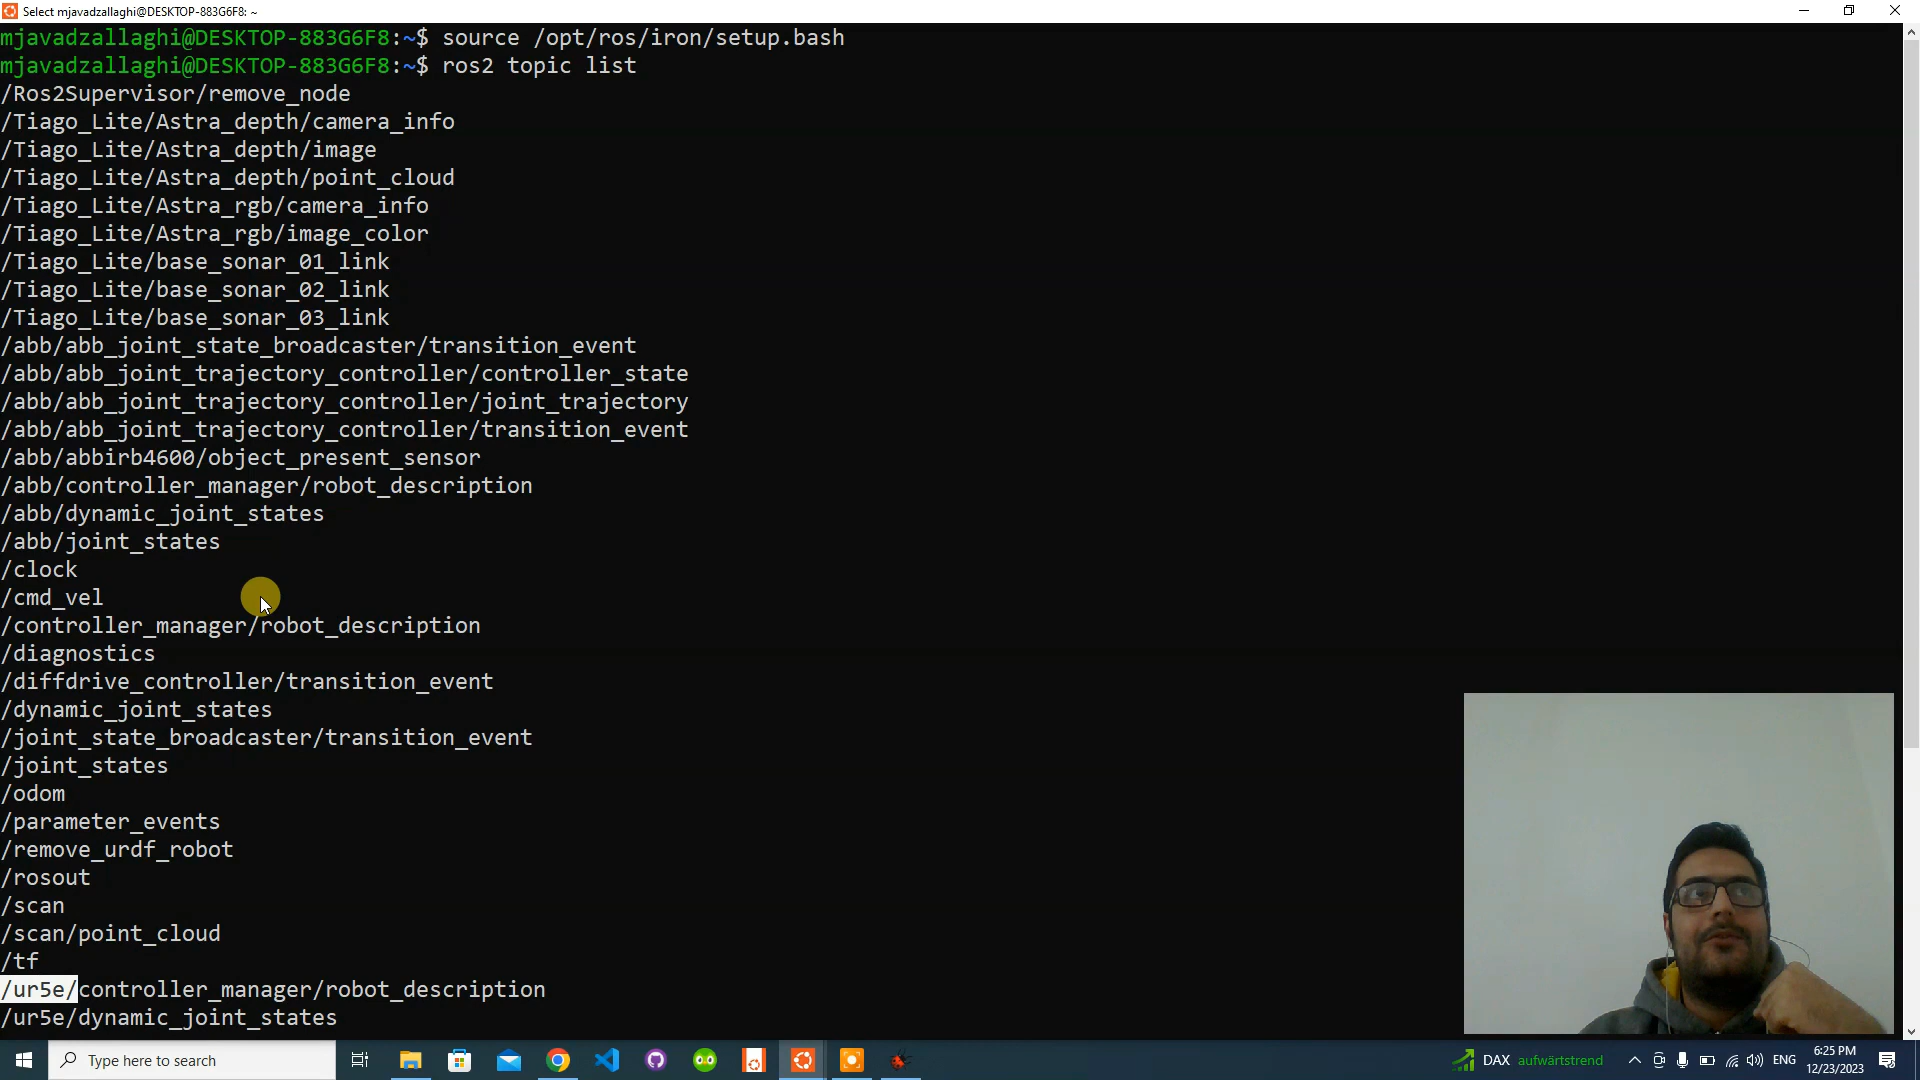 Select mjavadzallaghi@DESKTOP-883G6F8: ~
mjavadzallaghi@DESKTOP-883G6F8:~$ source /opt/ros/iron/setup.bash
mjavadzallaghi@DESKTOP-883G6F8:~$ ros2 topic list
/Ros2Supervisor/remove_node
/Tiago_Lite/Astra_depth/camera_info
/Tiago_Lite/Astra_depth/image
/Tiago_Lite/Astra_depth/point_cloud
/Tiago_Lite/Astra_rgb/camera_info
/Tiago_Lite/Astra_rgb/image_color
/Tiago_Lite/base_sonar_01_link
/Tiago_Lite/base_sonar_02_link
/Tiago_Lite/base_sonar_03_link
/abb/abb_joint_state_broadcaster/transition_event
/abb/abb_joint_trajectory_controller/controller_state
/abb/abb_joint_trajectory_controller/joint_trajectory
/abb/abb_joint_trajectory_controller/transition_event
/abb/abbirb4600/object_present_sensor
/abb/controller_manager/robot_description
/abb/dynamic_joint_states
/abb/joint_states
/clock
/cmd_vel
/controller_manager/robot_description
/diagnostics
/diffdrive_controller/transition_event
/dynamic_joint_states
/joint_state_broadcaster/transition_event
/joint_states
/odom
/parameter_events
/remove_urdf_robot
/rosout
/scan
/scan/point_cloud
/tf
/ur5e/controller_manager/robot_description
/ur5e/dynamic_joint_states
Type here to search
DAX aufwärtstrend
ENG
6:25 PM
12/23/2023